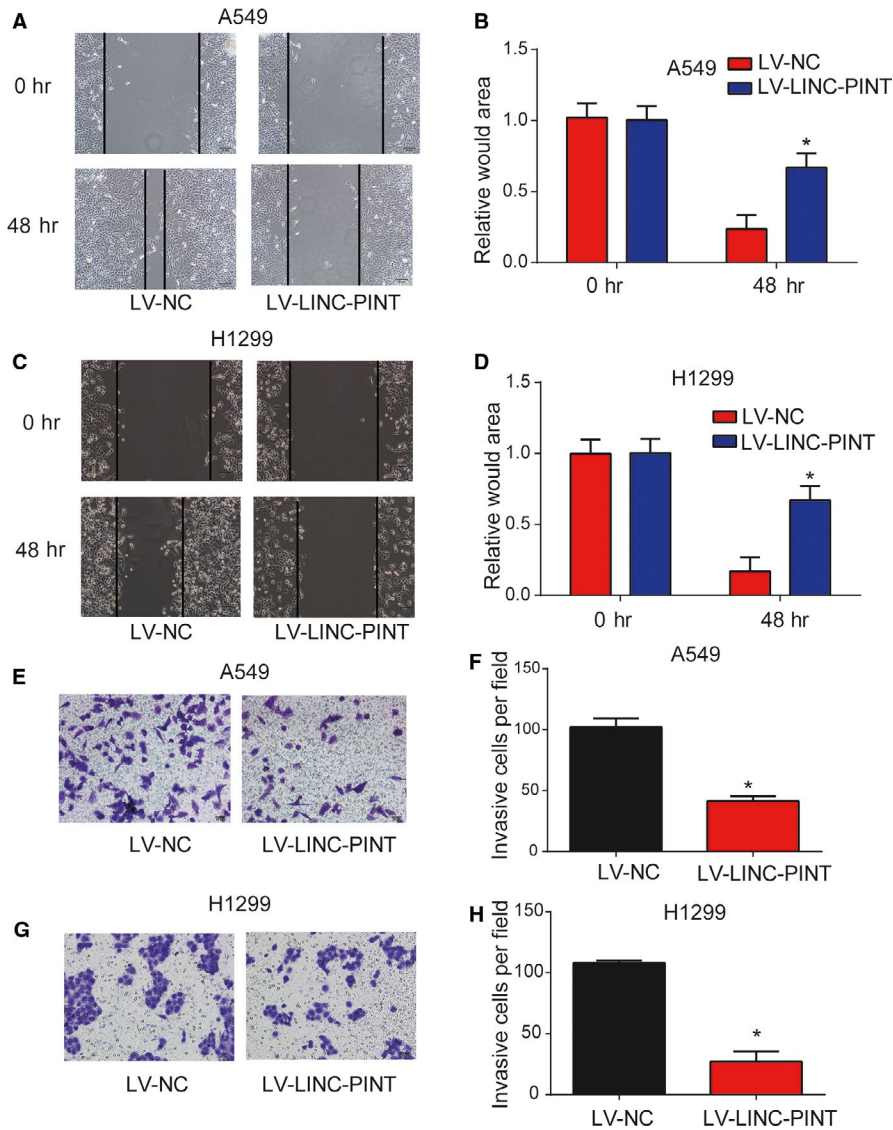 A
A549
0 hr
48 hr
LV-NC
LV-LINC-PINT
B
A549
LV-NC
LV-LINC-PINT
Relative would area
1.5
1.0
0.5
0.0
0 hr
48 hr
*
C
H1299
0 hr
48 hr
LV-NC
LV-LINC-PINT
D
H1299
LV-NC
LV-LINC-PINT
Relative would area
1.5
1.0
0.5
0.0
0 hr
48 hr
*
E
A549
LV-NC
LV-LINC-PINT
F
A549
Invasive cells per field
150
100
50
0
*
LV-NC
LV-LINC-PINT
G
H1299
LV-NC
LV-LINC-PINT
H
H1299
Invasive cells per field
150
100
50
0
*
LV-NC
LV-LINC-PINT